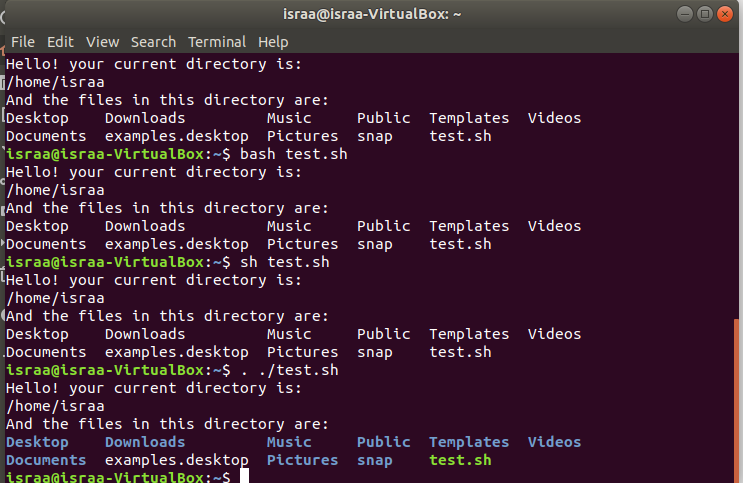 israa@israa-VirtualBox: ~
File Edit View Search Terminal Help
Hello! your current directory is:
/home/israa
And the files in this directory are:
Desktop    Downloads         Music     Public  Templates  Videos
Documents  examples.desktop  Pictures  snap    test.sh
israa@israa-VirtualBox:~$ bash test.sh
Hello! your current directory is:
/home/israa
And the files in this directory are:
Desktop    Downloads         Music     Public  Templates  Videos
Documents  examples.desktop  Pictures  snap    test.sh
israa@israa-VirtualBox:~$ sh test.sh
Hello! your current directory is:
/home/israa
And the files in this directory are:
Desktop    Downloads         Music     Public  Templates  Videos
Documents  examples.desktop  Pictures  snap    test.sh
israa@israa-VirtualBox:~$ . ./test.sh
Hello! your current directory is:
/home/israa
And the files in this directory are:
Desktop    Downloads         Music     Public  Templates  Videos
Documents  examples.desktop  Pictures  snap    test.sh
israa@israa-VirtualBox:~$